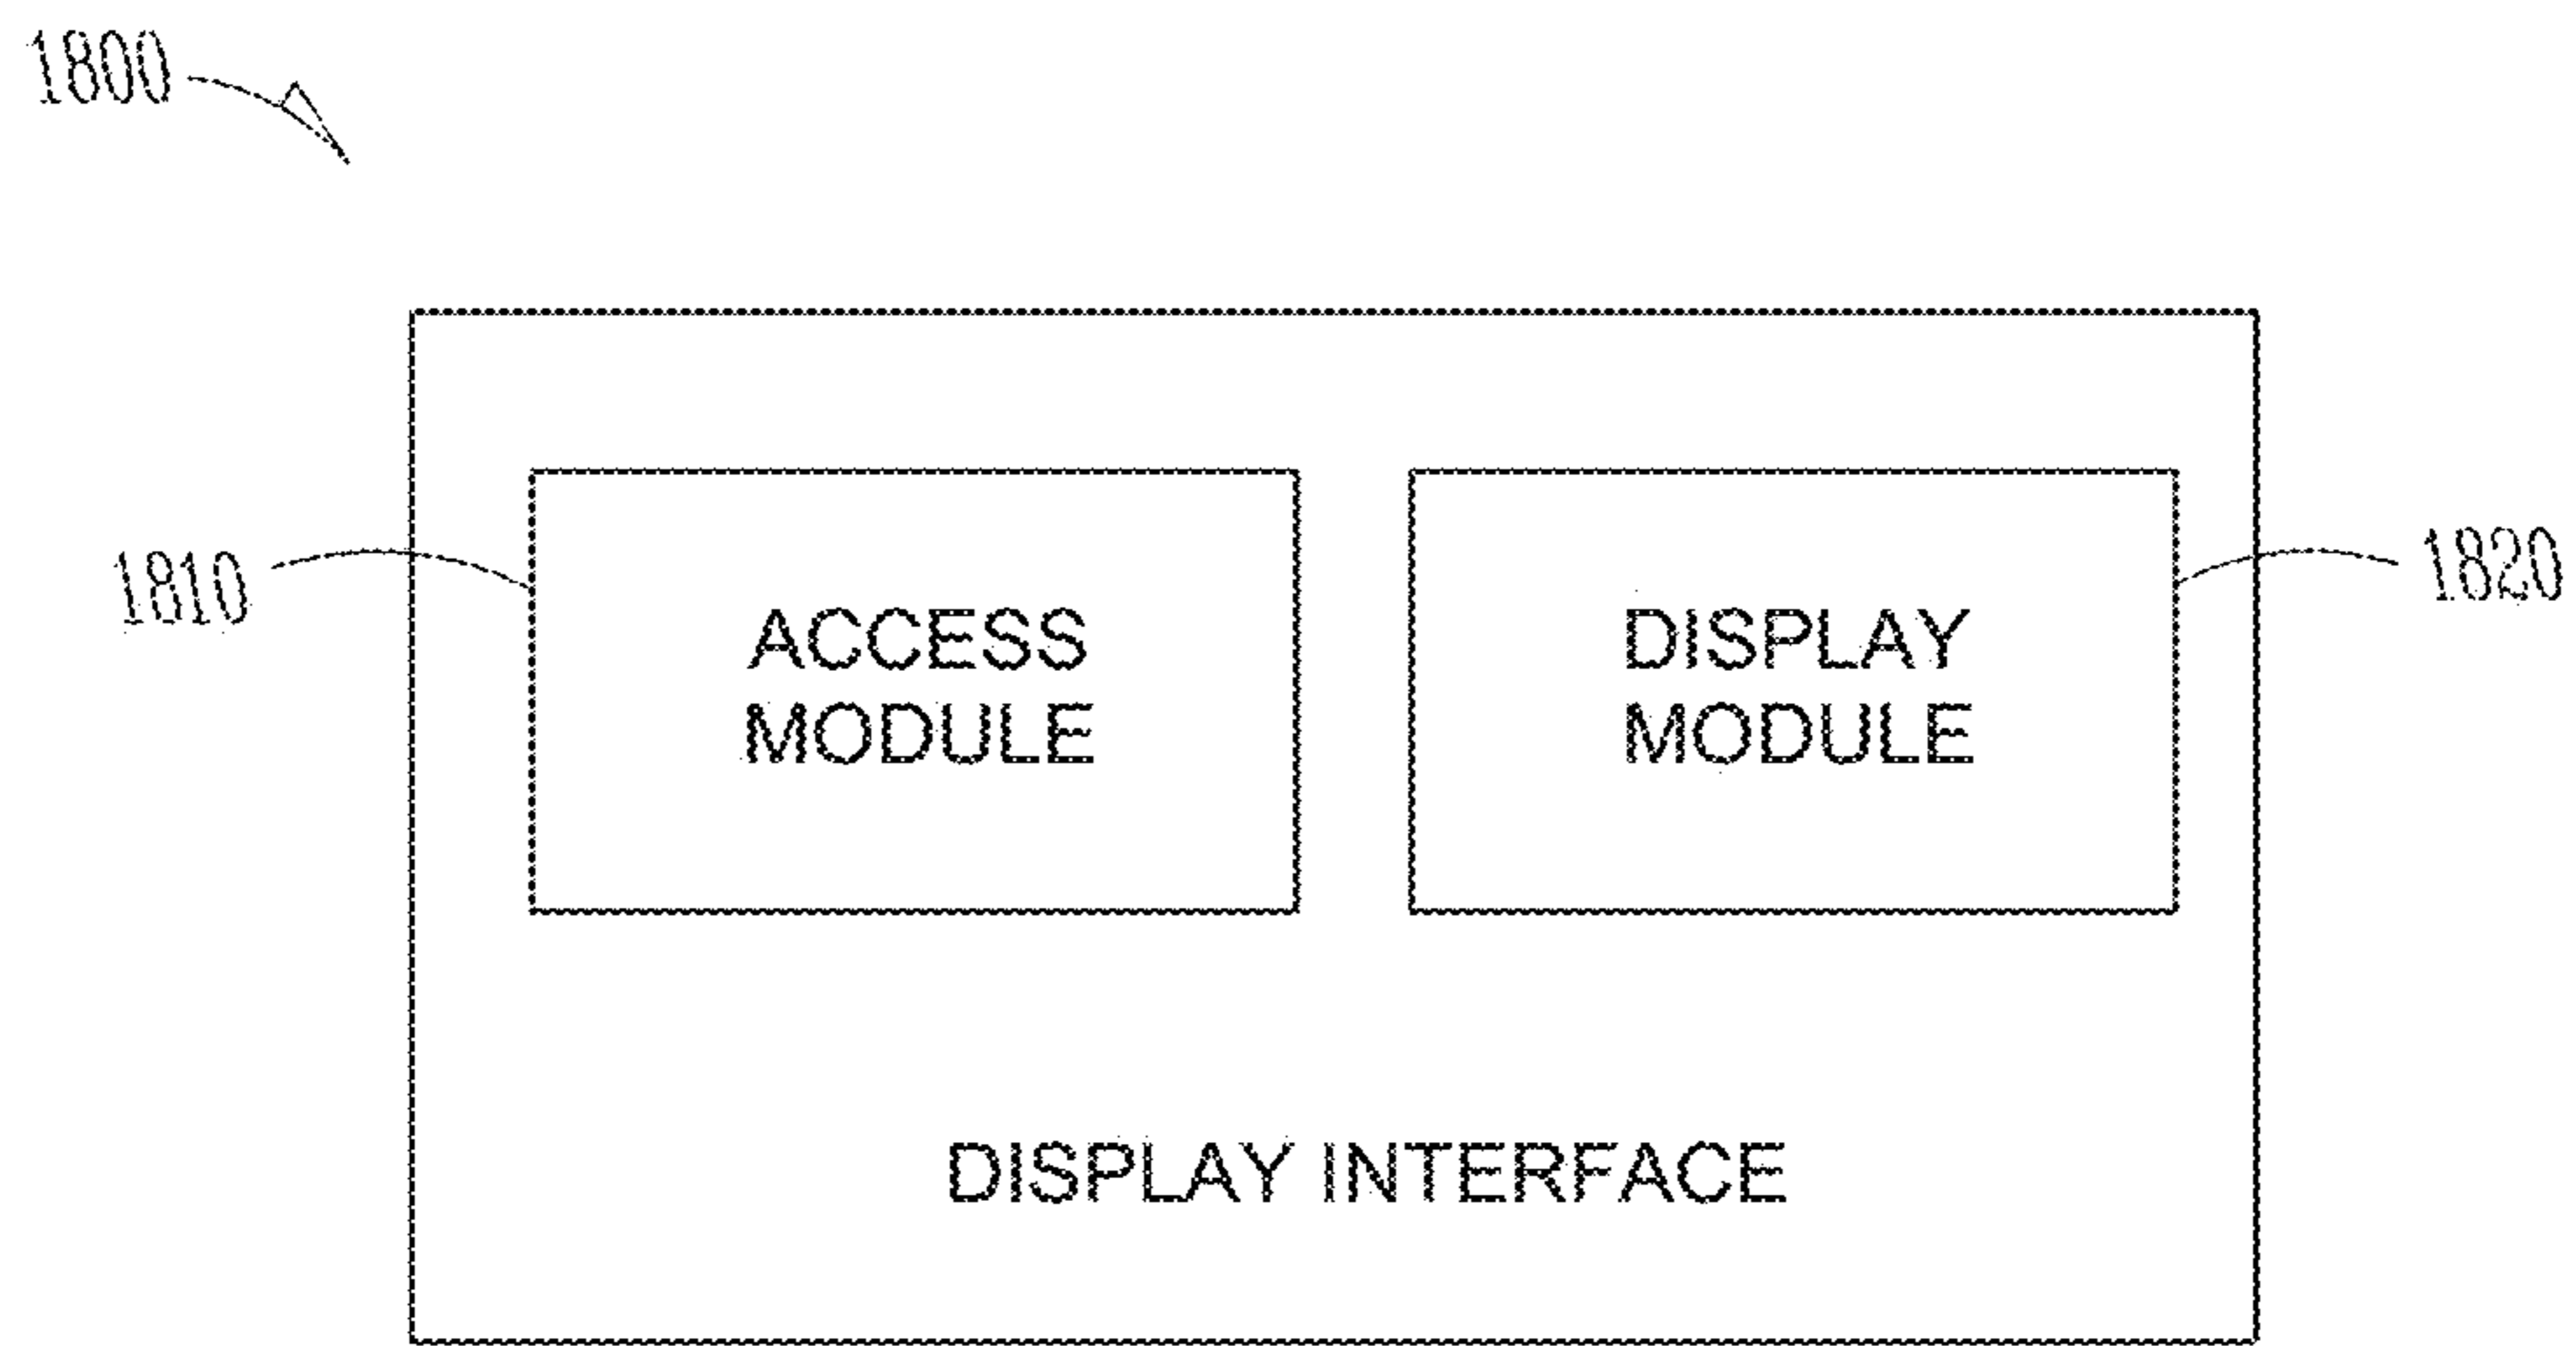 1800
1810
ACCESS
MODULE
DISPLAY
MODULE
1820
DISPLAY INTERFACE